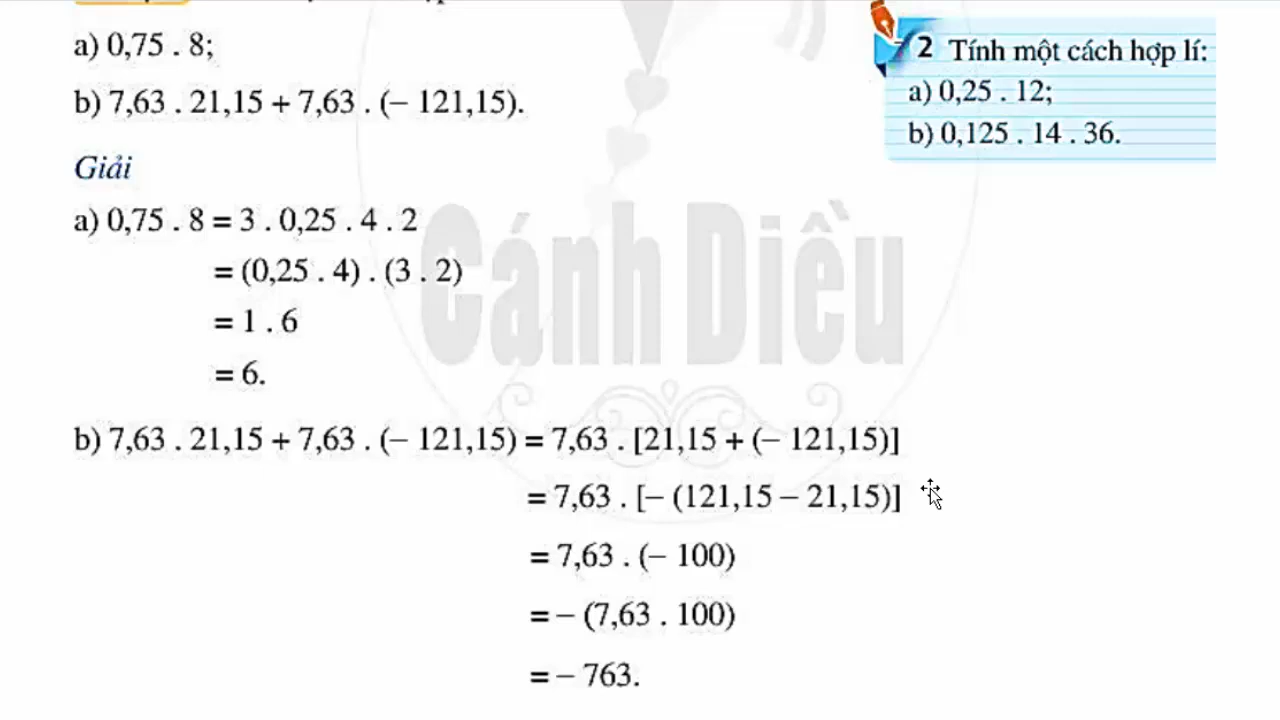 a) 0,75 . 8;
b) 7,63 . 21,15 + 7,63 . (– 121,15).
Giải
a) 0,75 . 8 = 3 . 0,25 . 4 . 2
= (0,25 . 4) . (3 . 2)
= 1 . 6
= 6.
b) 7,63 . 21,15 + 7,63 . (– 121,15) = 7,63 . [21,15 + (– 121,15)]
= 7,63 . [– (121,15 – 21,15)]
= 7,63 . (– 100)
= – (7,63 . 100)
= – 763.
2 Tính một cách hợp lí:
a) 0,25 . 12;
b) 0,125 . 14 . 36.
Cánh Diều